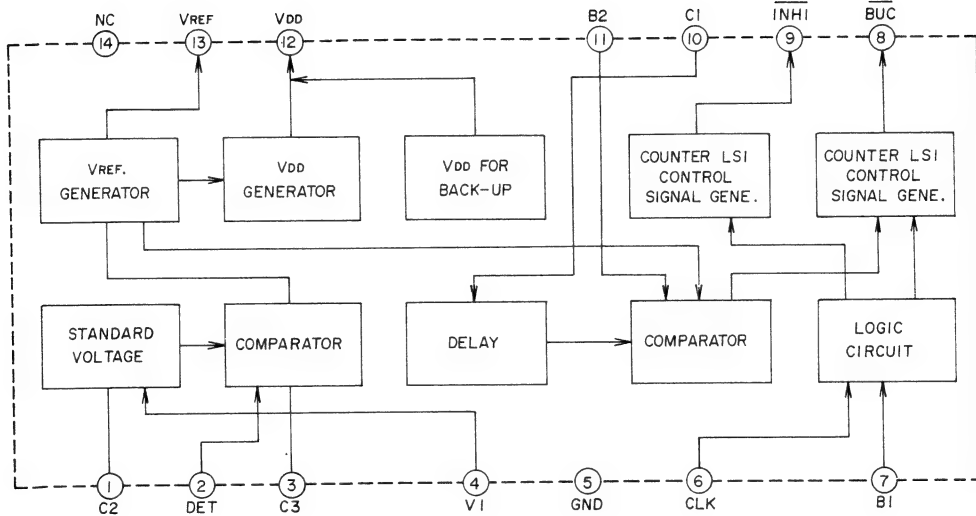 NC
VREF
VDD
B2
C1
INH1
BUC
14
13
12
11
10
9
8
VREF.
GENERATOR
VDD
GENERATOR
VDD FOR
BACK-UP
COUNTER LSI
CONTROL
SIGNAL GENE.
COUNTER LSI
CONTROL
SIGNAL GENE.
STANDARD
VOLTAGE
COMPARATOR
DELAY
COMPARATOR
LOGIC
CIRCUIT
1
2
3
4
5
6
7
C2
DET
C3
V1
GND
CLK
B1